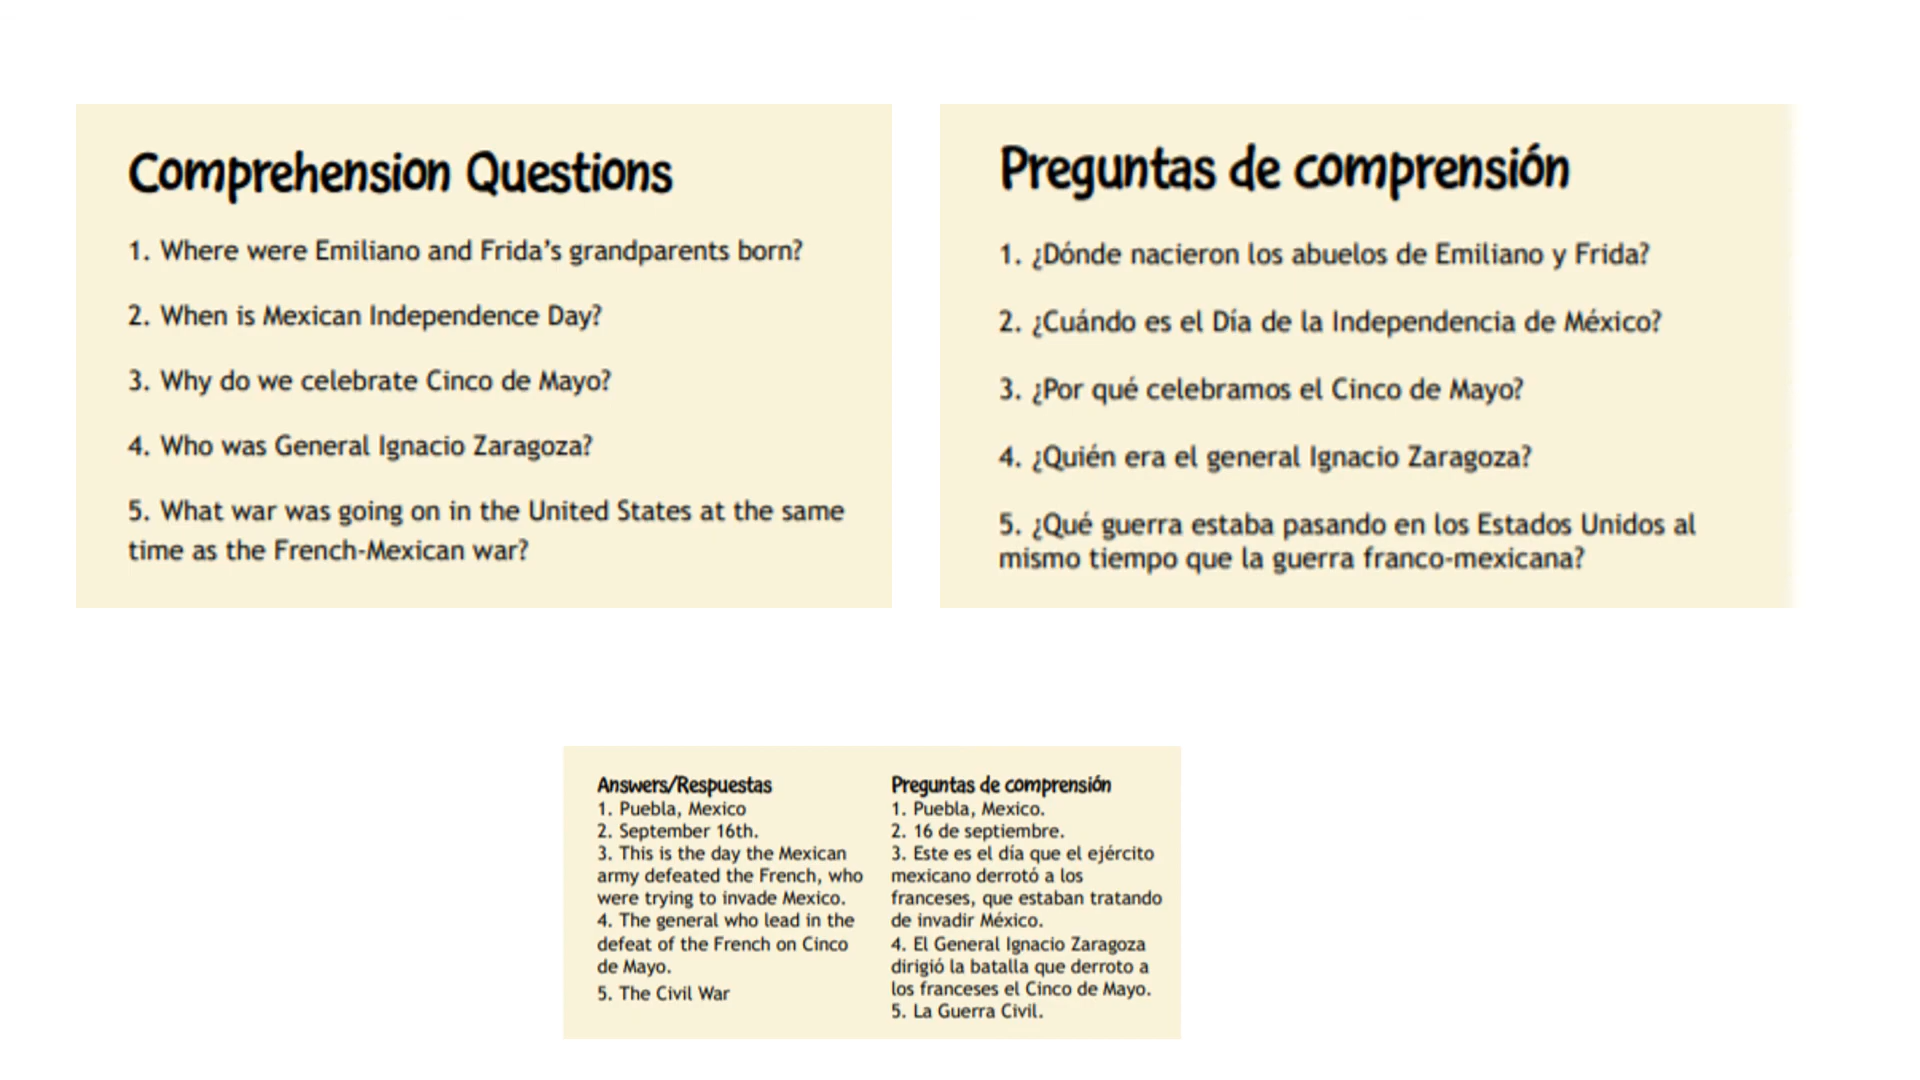 Comprehension Questions
1. Where were Emiliano and Frida's grandparents born?
2. When is Mexican Independence Day?
3. Why do we celebrate Cinco de Mayo?
4. Who was General Ignacio Zaragoza?
5. What war was going on in the United States at the same
time as the French-Mexican war?
Preguntas de comprensión
1. ¿Dónde nacieron los abuelos de Emiliano y Frida?
2. ¿Cuándo es el Día de la Independencia de México?
3. ¿Por qué celebramos el Cinco de Mayo?
4. ¿Quién era el general Ignacio Zaragoza?
5. ¿Qué guerra estaba pasando en los Estados Unidos al
mismo tiempo que la guerra franco-mexicana?
Answers/Respuestas
1. Puebla, Mexico
2. September 16th.
3. This is the day the Mexican
army defeated the French, who
were trying to invade Mexico.
4. The general who lead in the
defeat of the French on Cinco
de Mayo.
5. The Civil War
Preguntas de comprensión
1. Puebla, Mexico.
2. 16 de septiembre.
3. Este es el día que el ejército
mexicano derrotó a los
franceses, que estaban tratando
de invadir México.
4. El General Ignacio Zaragoza
dirigió la batalla que derroto a
los franceses el Cinco de Mayo.
5. La Guerra Civil.